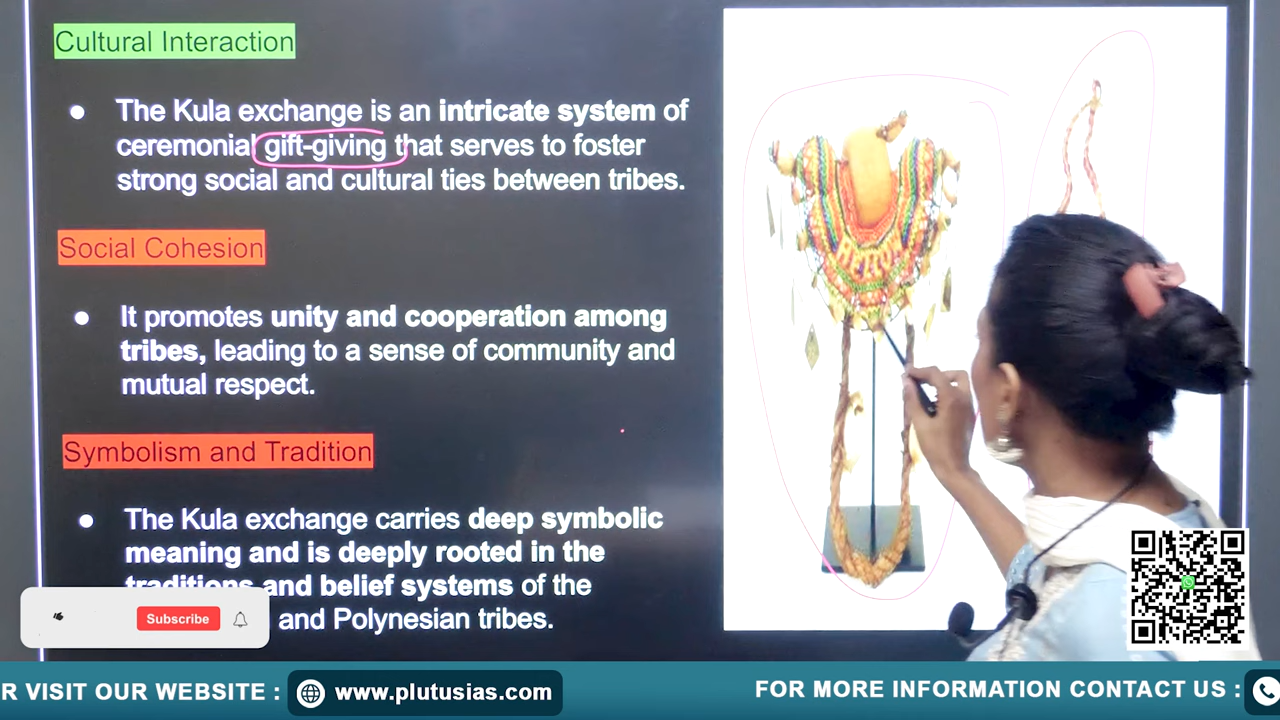 Cultural Interaction
The Kula exchange is an intricate system of
ceremonial gift-giving that serves to foster
strong social and cultural ties between tribes.
Social Cohesion
It promotes unity and cooperation among
tribes, leading to a sense of community and
mutual respect.
Symbolism and Tradition
The Kula exchange carries deep symbolic
meaning and is deeply rooted in the
traditions and belief systems of the
and Polynesian tribes.
Subscribe
R VISIT OUR WEBSITE :
www.plutusias.com
FOR MORE INFORMATION CONTACT US :